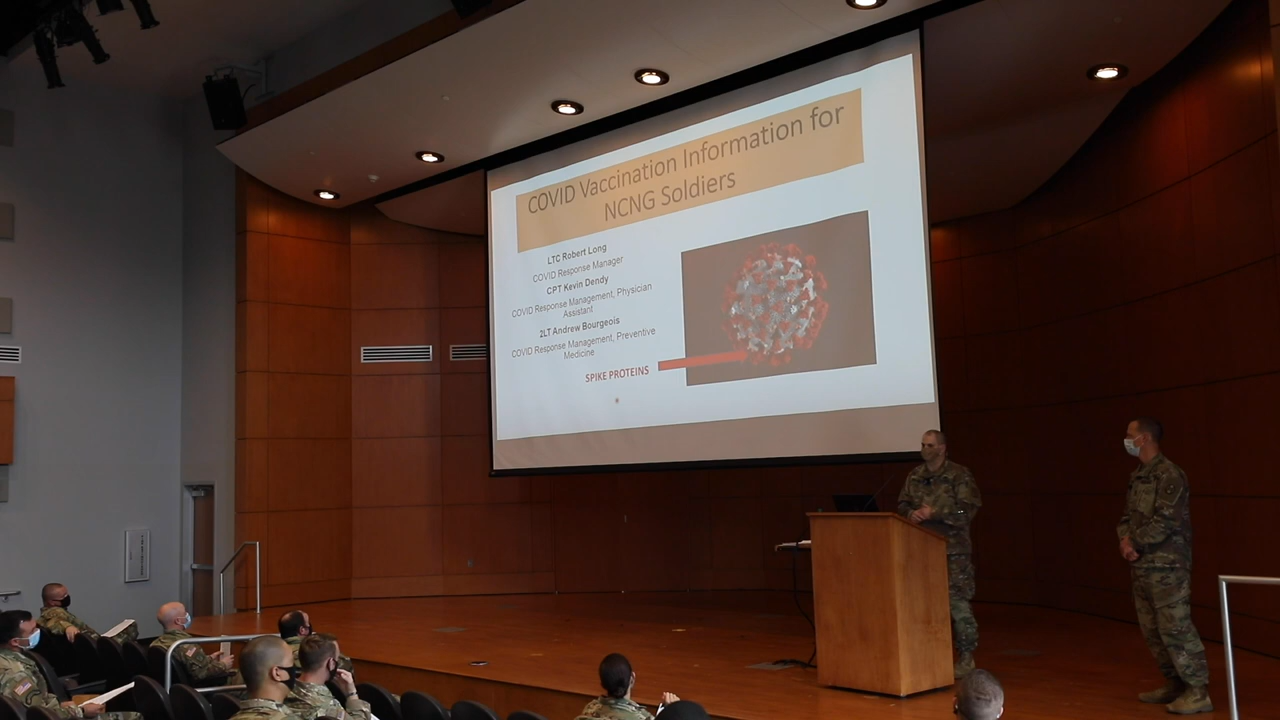 COVID Vaccination Information for
NCNG Soldiers
LTC Robert Long
COVID Response Manager
CPT Kevin Dendy
COVID Response Management, Physician
Assistant
2LT Andrew Bourgeois
COVID Response Management, Preventive
Medicine
SPIKE PROTEINS